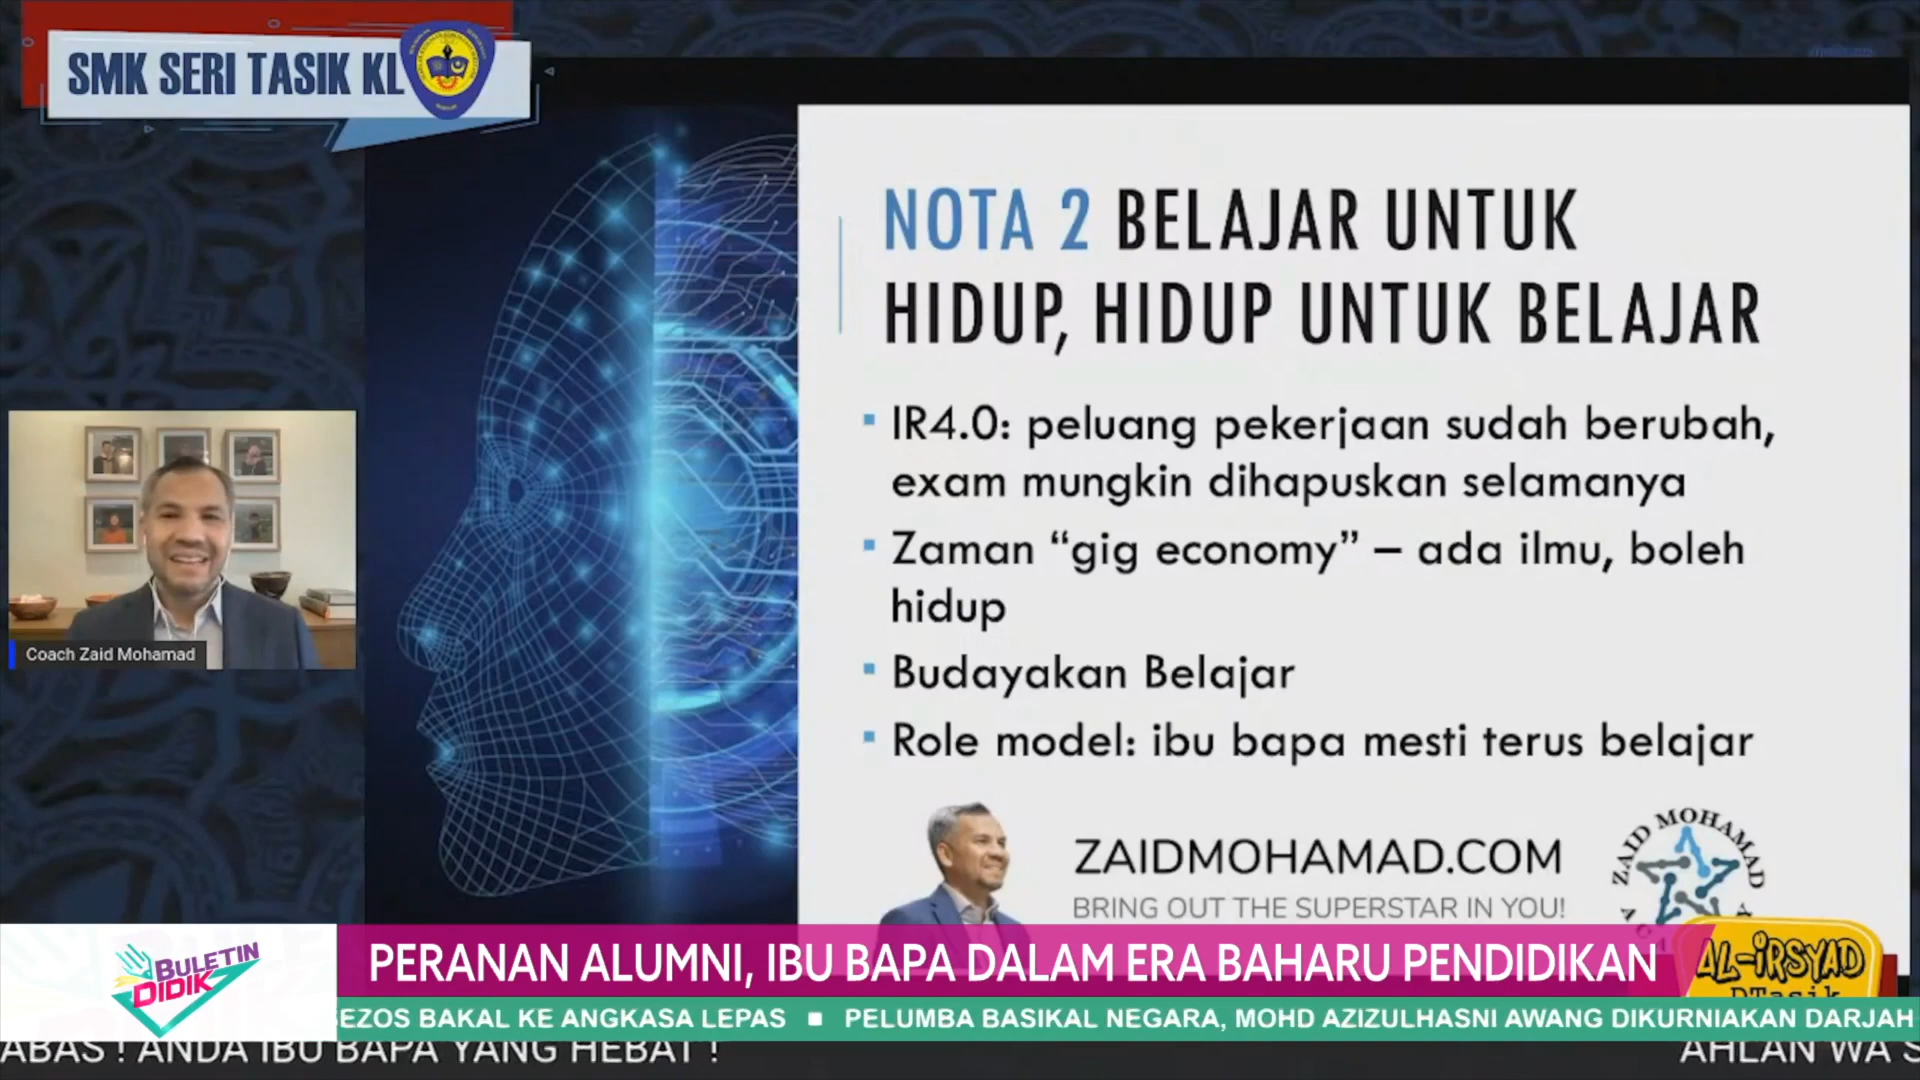 SMK SERI TASIK KL
NOTA 2 BELAJAR UNTUK
HIDUP, HIDUP UNTUK BELAJAR
IR4.0: peluang pekerjaan sudah berubah,
exam mungkin dihapuskan selamanya
Zaman “gig economy” – ada ilmu, boleh
hidup
Budayakan Belajar
Role model: ibu bapa mesti terus belajar
Coach Zaid Mohamad
ZAIDMOHAMAD.COM
BRING OUT THE SUPERSTAR IN YOU!
ZAID MOHAMAD
BULETIN
DIDIK
PERANAN ALUMNI, IBU BAPA DALAM ERA BAHARU PENDIDIKAN
AL-IRSYAD
DTasik
EZOS BAKAL KE ANGKASA LEPAS ■ PELUMBA BASIKAL NEGARA, MOHD AZIZULHASNI AWANG DIKURNIAKAN DARJAH
ABAS ! ANDA IBU BAPA YANG HEBAT !
AHLAN WA S